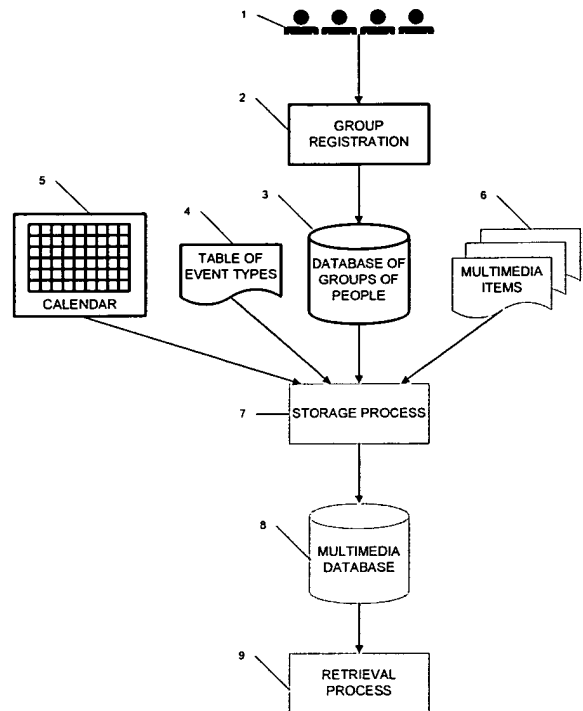 1
2
GROUP
REGISTRATION
5
CALENDAR
4
TABLE OF
EVENT TYPES
3
DATABASE OF
GROUPS OF
PEOPLE
6
MULTIMEDIA
ITEMS
7
STORAGE PROCESS
8
MULTIMEDIA
DATABASE
9
RETRIEVAL
PROCESS